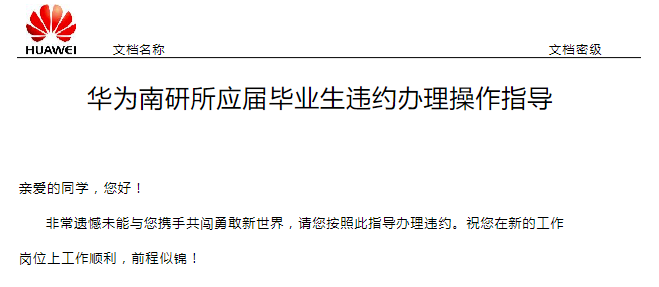 HUAWEI
文档名称 文档密级
华为南研所应届毕业生违约办理操作指导
亲爱的同学，您好！
非常遗憾未能与您携手共闯勇敢新世界，请您按照此指导办理违约。祝您在新的工作
岗位上工作顺利，前程似锦！